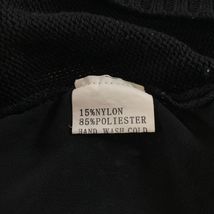 15%NYLON
85%POLIESTER
HAND WASH COLD